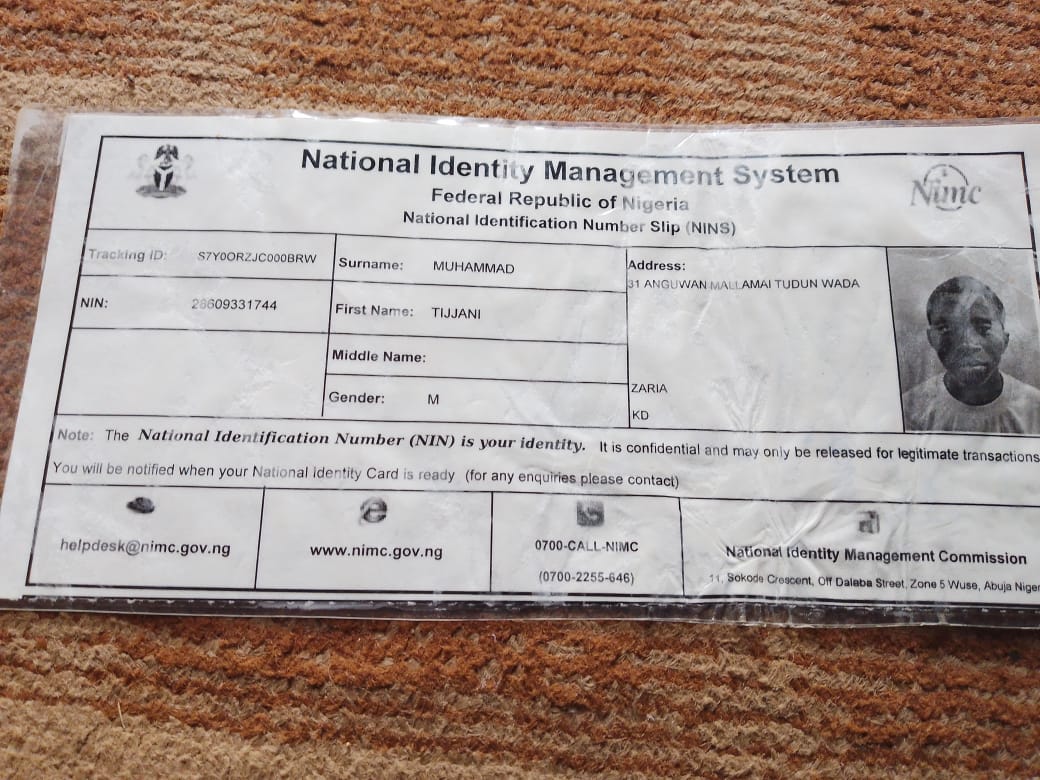 National Identity Management System
Federal Republic of Nigeria
National Identification Number Slip (NINS)
Nimc
Tracking ID: S7Y0ORZJC000BRW
NIN: 28609331744
Surname: MUHAMMAD
First Name: TIJJANI
Middle Name:
Gender: M
Address:
31 ANGUWAN MALLAMAI TUDUN WADA
ZARIA
KD
Note: The National Identification Number (NIN) is your identity. It is confidential and may only be released for legitimate transactions
You will be notified when your National Identity Card is ready (for any enquiries please contact)
helpdesk@nimc.gov.ng
www.nimc.gov.ng
0700-CALL-NIMC
(0700-2255-646)
National Identity Management Commission
11, Sokode Crescent, Off Dalaba Street, Zone 5 Wuse, Abuja